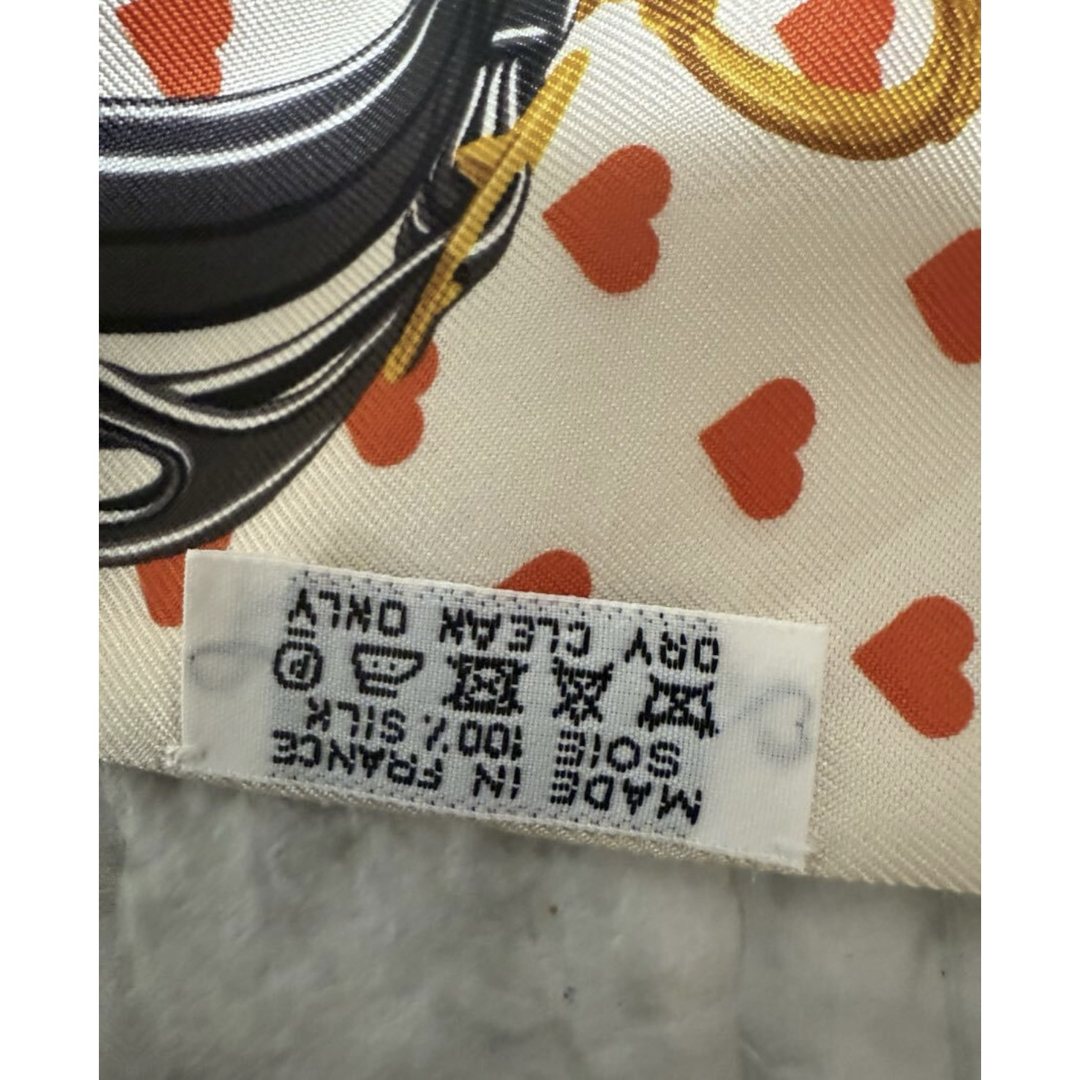 MADE IN FRANCE
SOIE 100% SILK
P
DRY CLEAN ONLY